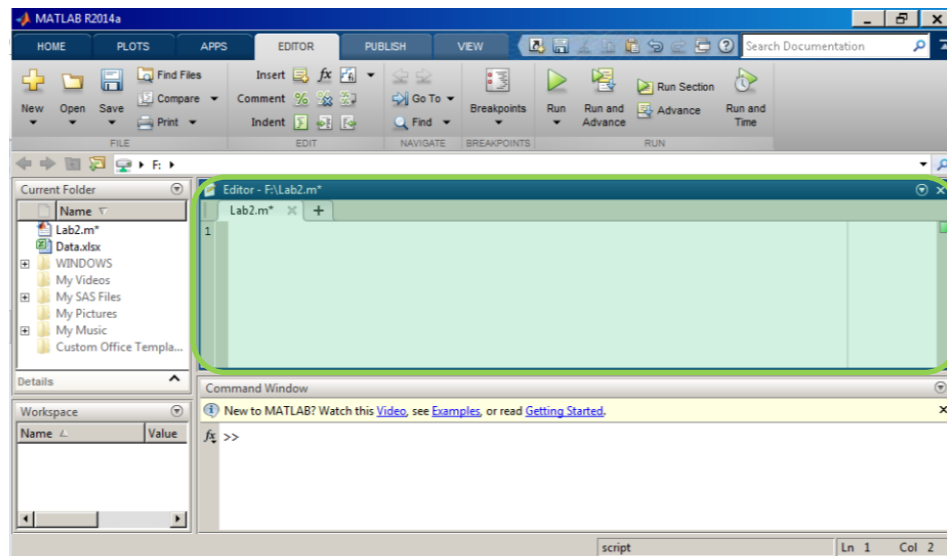 MATLAB R2014a
HOME PLOTS APPS EDITOR PUBLISH VIEW Search Documentation
New Open Save Find Files Compare Print
FILE
Insert fx
Comment %
Indent
EDIT
Go To
Find
NAVIGATE
Breakpoints
BREAKPOINTS
Run Run and Advance Run Section Advance Run and Time
RUN
F:
Current Folder
Name
Lab2.m*
Data.xlsx
WINDOWS
My Videos
My SAS Files
My Pictures
My Music
Custom Office Templa...
Details
Workspace
Name Value
Editor - F:\Lab2.m*
Lab2.m* +
1
Command Window
New to MATLAB? Watch this Video, see Examples, or read Getting Started.
fx >>
script Ln 1 Col 2